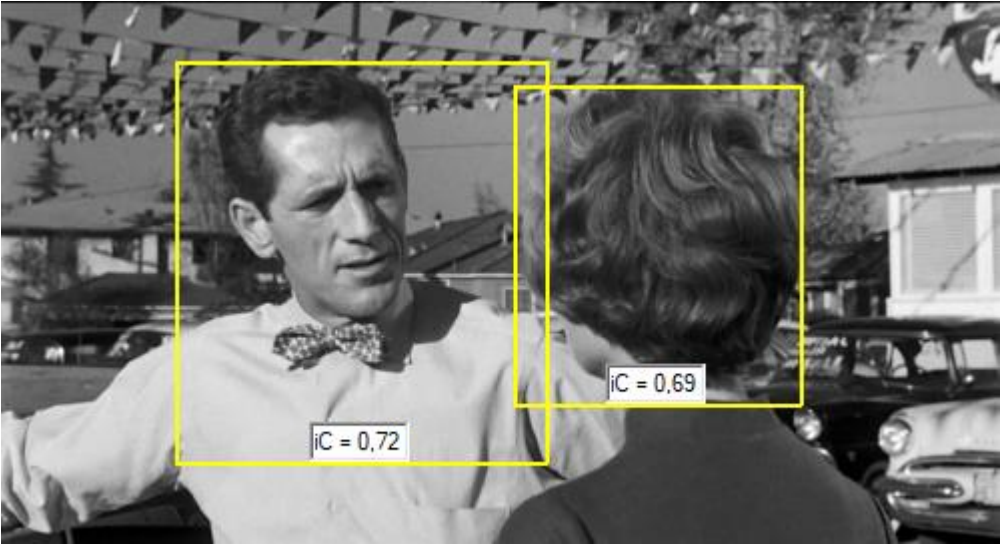 iC = 0,72
iC = 0,69